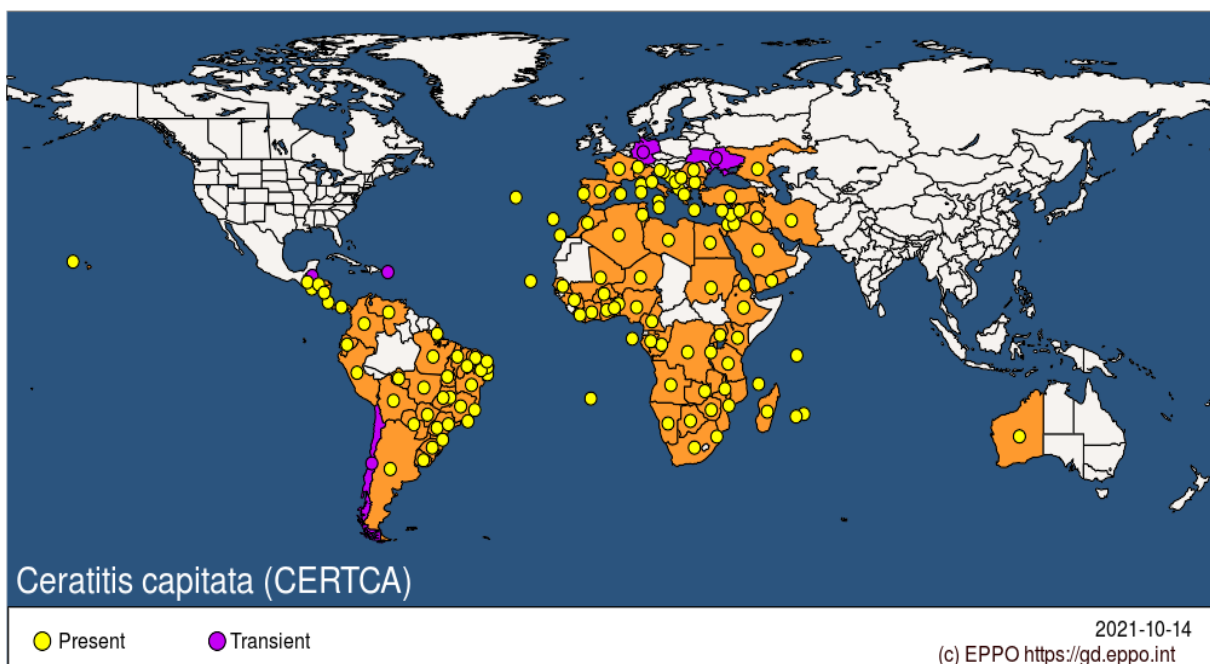 Ceratitis capitata (CERTCA)
Present
Transient
2021-10-14
(c) EPPO https://gd.eppo.int